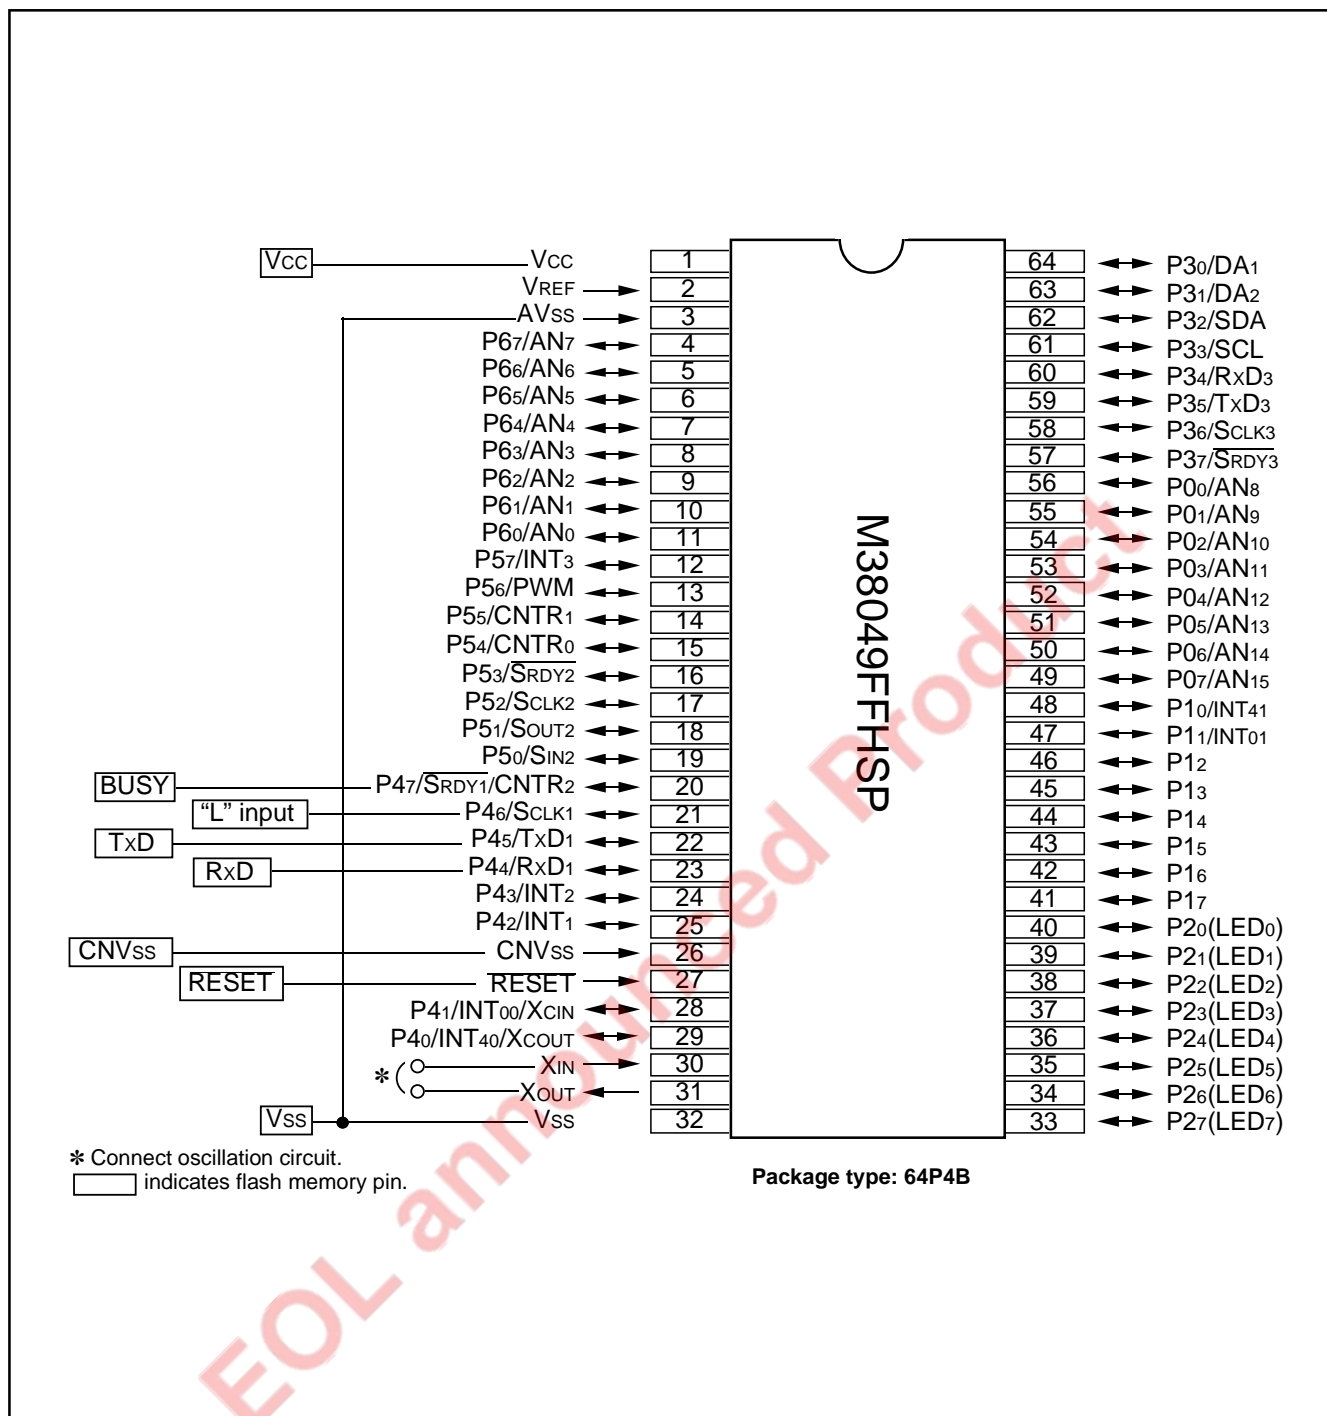 VCC VCC 1 64 P30/DA1
VREF 2 63 P31/DA2
AVSS 3 62 P32/SDA
P67/AN7 4 61 P33/SCL
P66/AN6 5 60 P34/RXD3
P65/AN5 6 59 P35/TXD3
P64/AN4 7 58 P36/SCLK3
P63/AN3 8 57 P37/SRDY3
P62/AN2 9 56 P00/AN8
P61/AN1 10 55 P01/AN9
P60/AN0 11 54 P02/AN10
P57/INT3 12 53 P03/AN11
P56/PWM 13 52 P04/AN12
P55/CNTR1 14 51 P05/AN13
P54/CNTR0 15 50 P06/AN14
P53/SRDY2 16 49 P07/AN15
P52/SCLK2 17 48 P10/INT41
P51/SOUT2 18 47 P11/INT01
P50/SIN2 19 46 P12
BUSY P47/SRDY1/CNTR2 20 45 P13
“L” input P46/SCLK1 21 44 P14
TXD P45/TXD1 22 43 P15
RXD P44/RXD1 23 42 P16
P43/INT2 24 41 P17
P42/INT1 25 40 P20(LED0)
CNVSS CNVSS 26 39 P21(LED1)
RESET RESET 27 38 P22(LED2)
P41/INT00/XCIN 28 37 P23(LED3)
P40/INT40/XCOUT 29 36 P24(LED4)
* XIN 30 35 P25(LED5)
XOUT 31 34 P26(LED6)
VSS VSS 32 33 P27(LED7)
M38049FFHSP
* Connect oscillation circuit.
indicates flash memory pin.
Package type: 64P4B
EOL announced Product